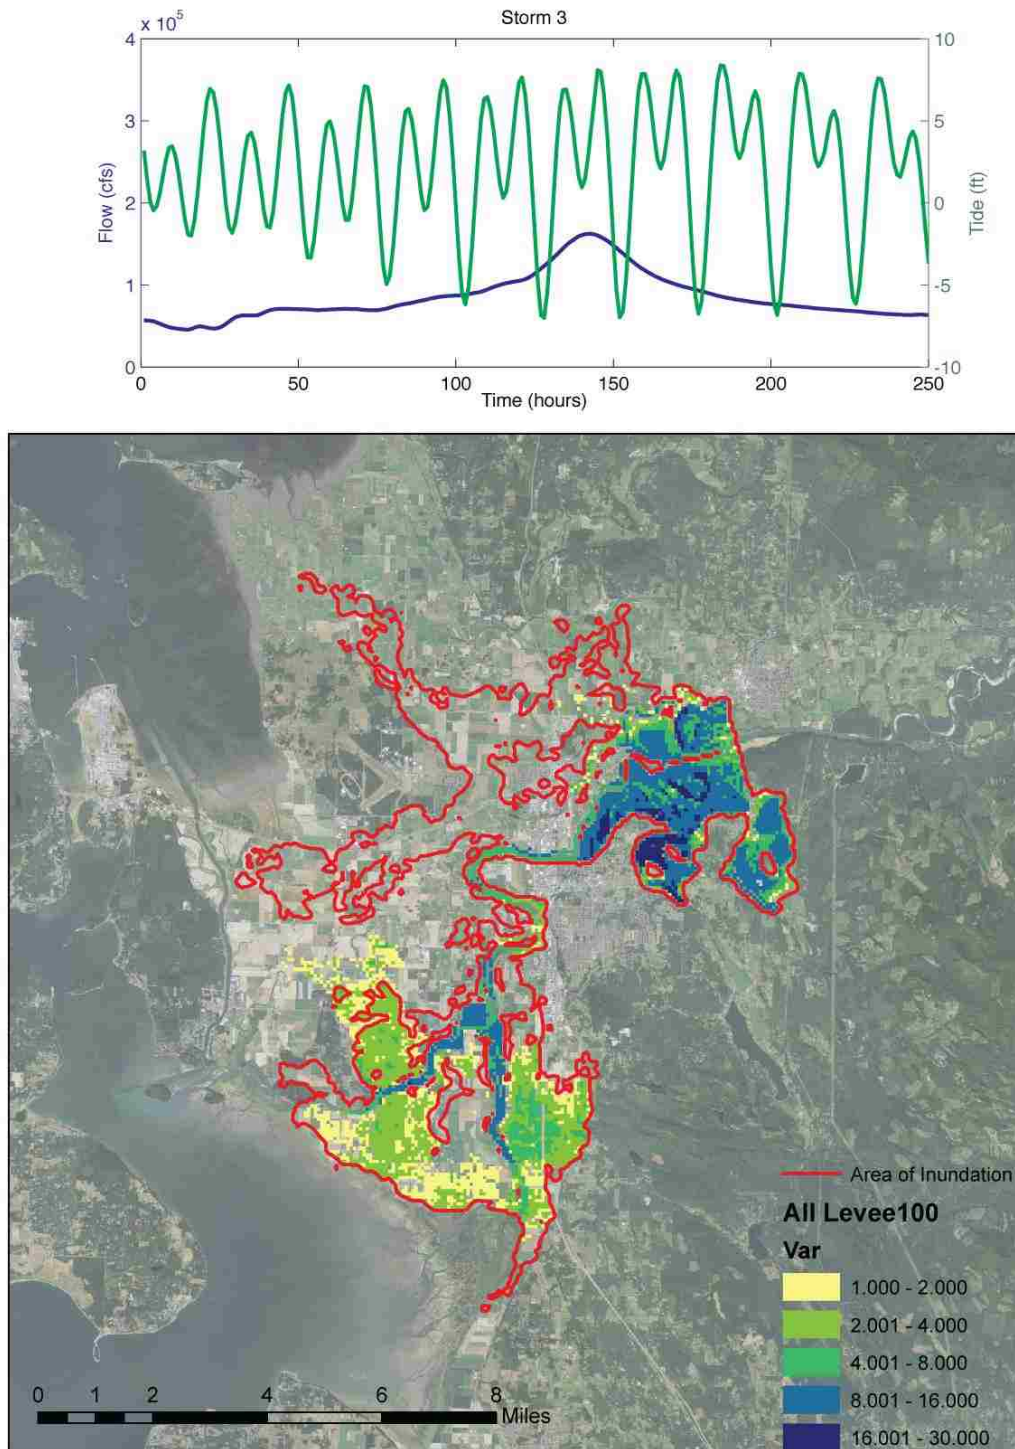 Storm 3
x 10^5
4
3
2
1
0
Flow (cfs)
10
5
0
-5
-10
Tide (ft)
0 50 100 150 200 250
Time (hours)
Area of Inundation
All Levee100
Var
1.000 - 2.000
2.001 - 4.000
4.001 - 8.000
8.001 - 16.000
16.001 - 30.000
0 1 2 4 6 8
Miles